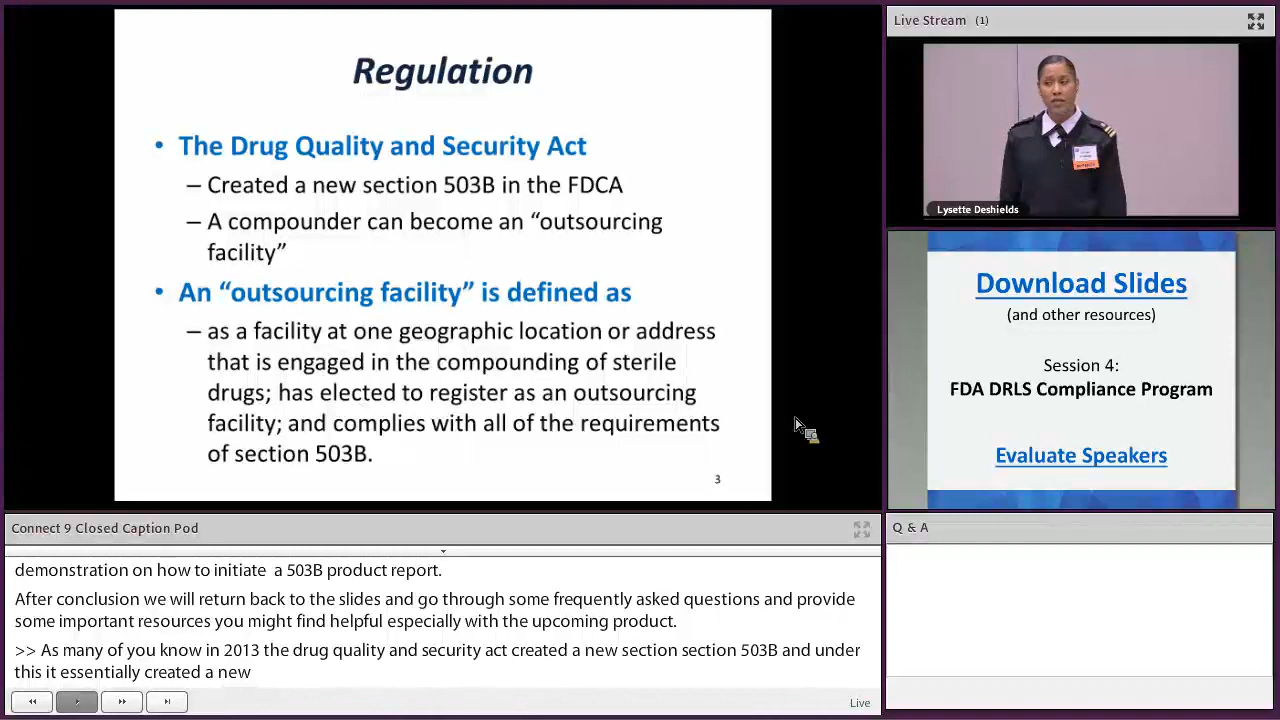 Regulation
• The Drug Quality and Security Act
– Created a new section 503B in the FDCA
– A compounder can become an “outsourcing
facility”
• An “outsourcing facility” is defined as
– as a facility at one geographic location or address
that is engaged in the compounding of sterile
drugs; has elected to register as an outsourcing
facility; and complies with all of the requirements
of section 503B.
3
Live Stream (1)
Lysette Deshields
Download Slides
(and other resources)
Session 4:
FDA DRLS Compliance Program
Evaluate Speakers
Connect 9 Closed Caption Pod
demonstration on how to initiate a 503B product report.
After conclusion we will return back to the slides and go through some frequently asked questions and provide
some important resources you might find helpful especially with the upcoming product.
>> As many of you know in 2013 the drug quality and security act created a new section section 503B and under
this it essentially created a new
Live
Q & A